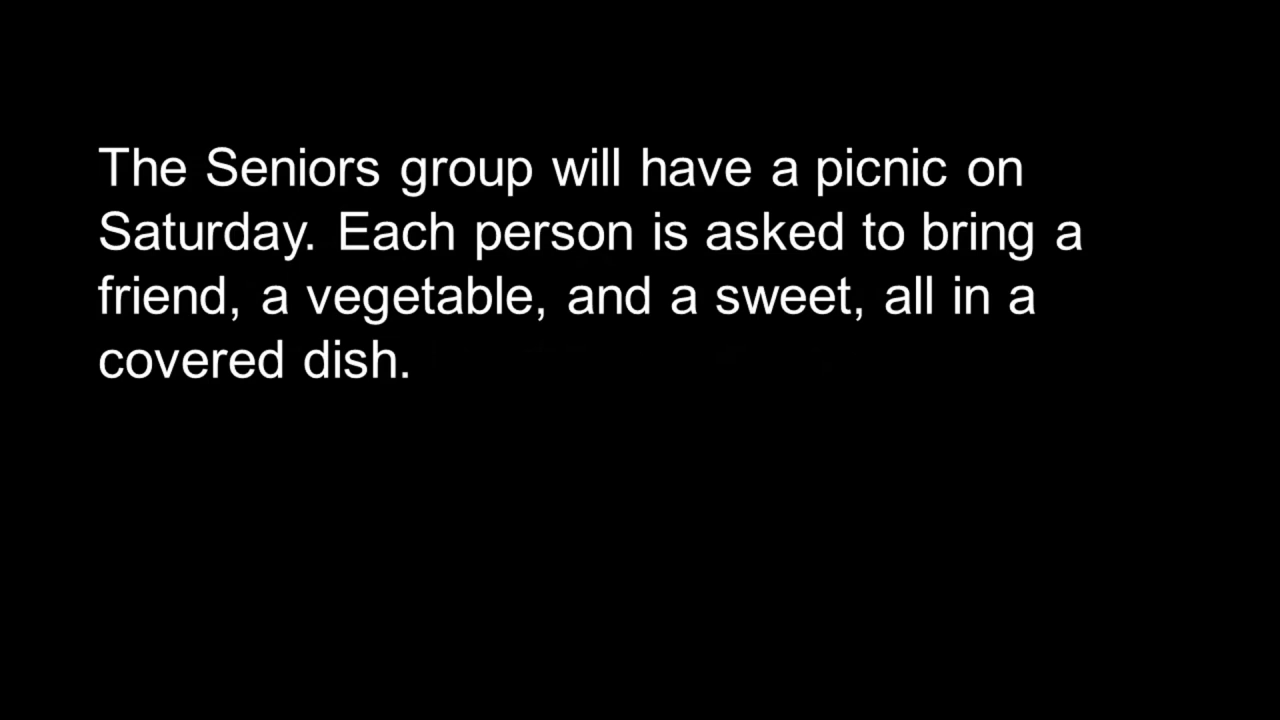 The Seniors group will have a picnic on
Saturday. Each person is asked to bring a
friend, a vegetable, and a sweet, all in a
covered dish.